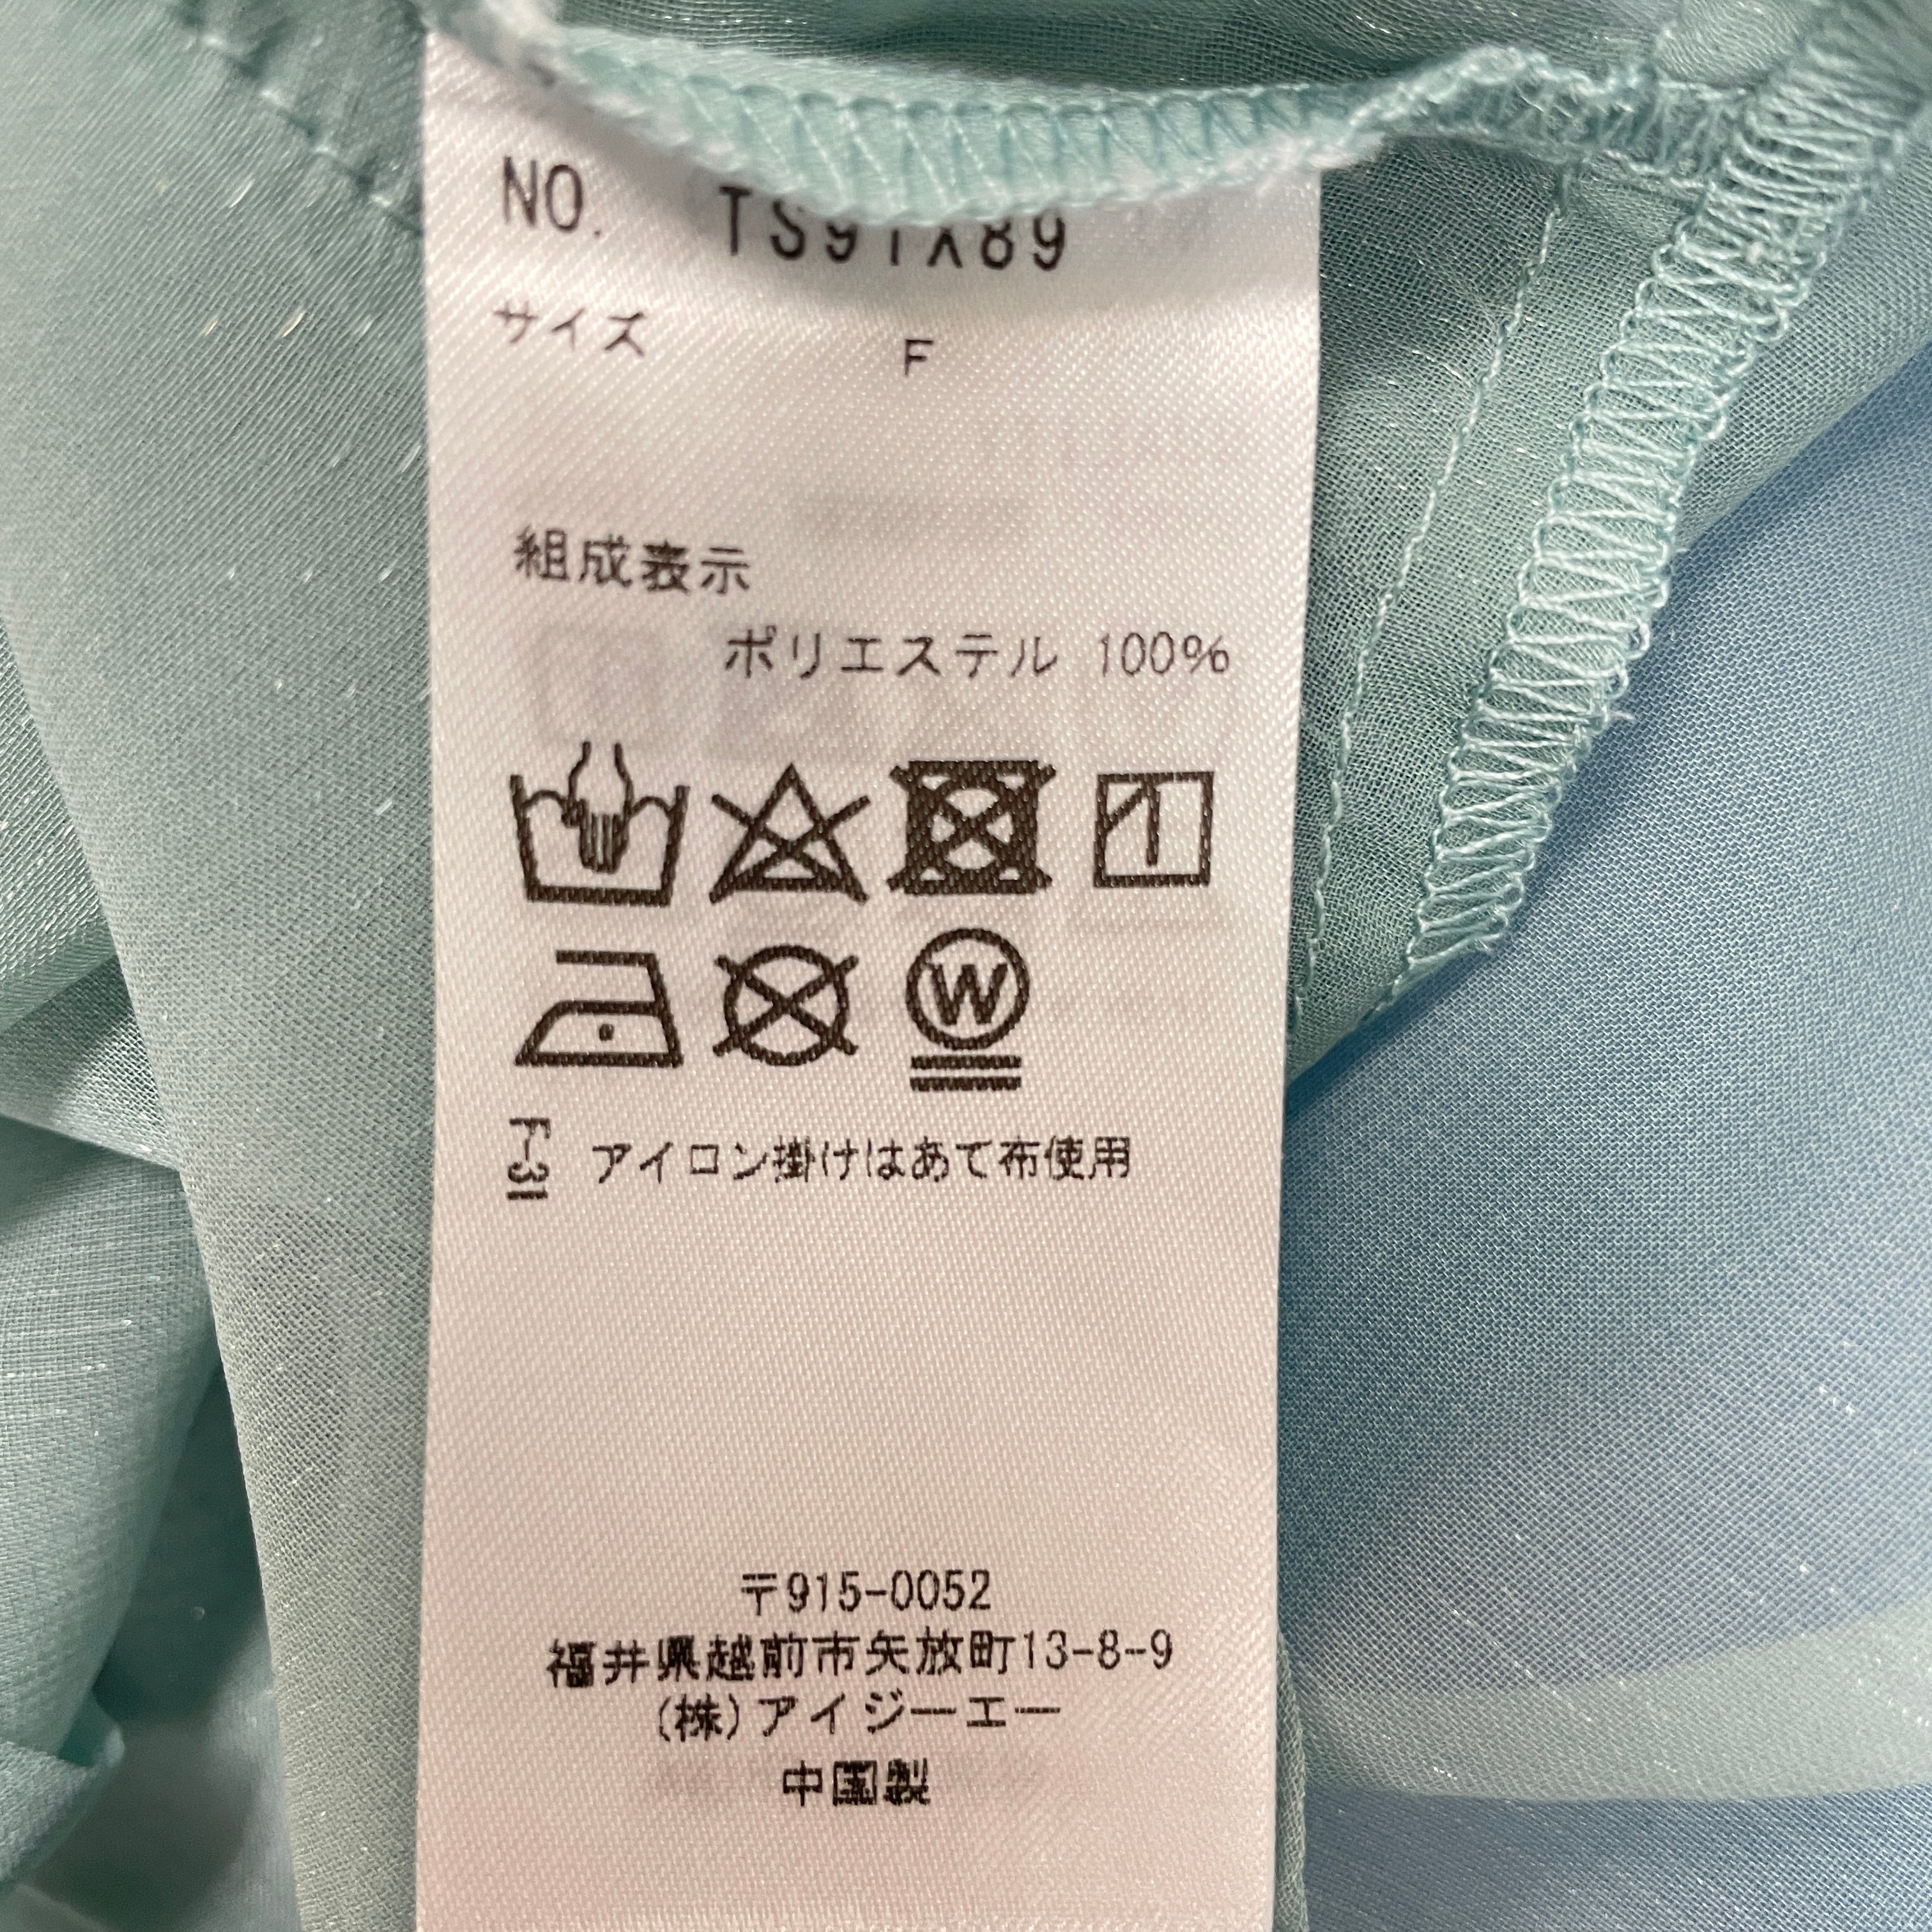 NO. TS91X89
サイズ F
組成表示
ポリエステル 100%
W
F-31 アイロン掛けはあて布使用
〒915-0052
福井県越前市矢放町13-8-9
(株)アイジーエー
中国製